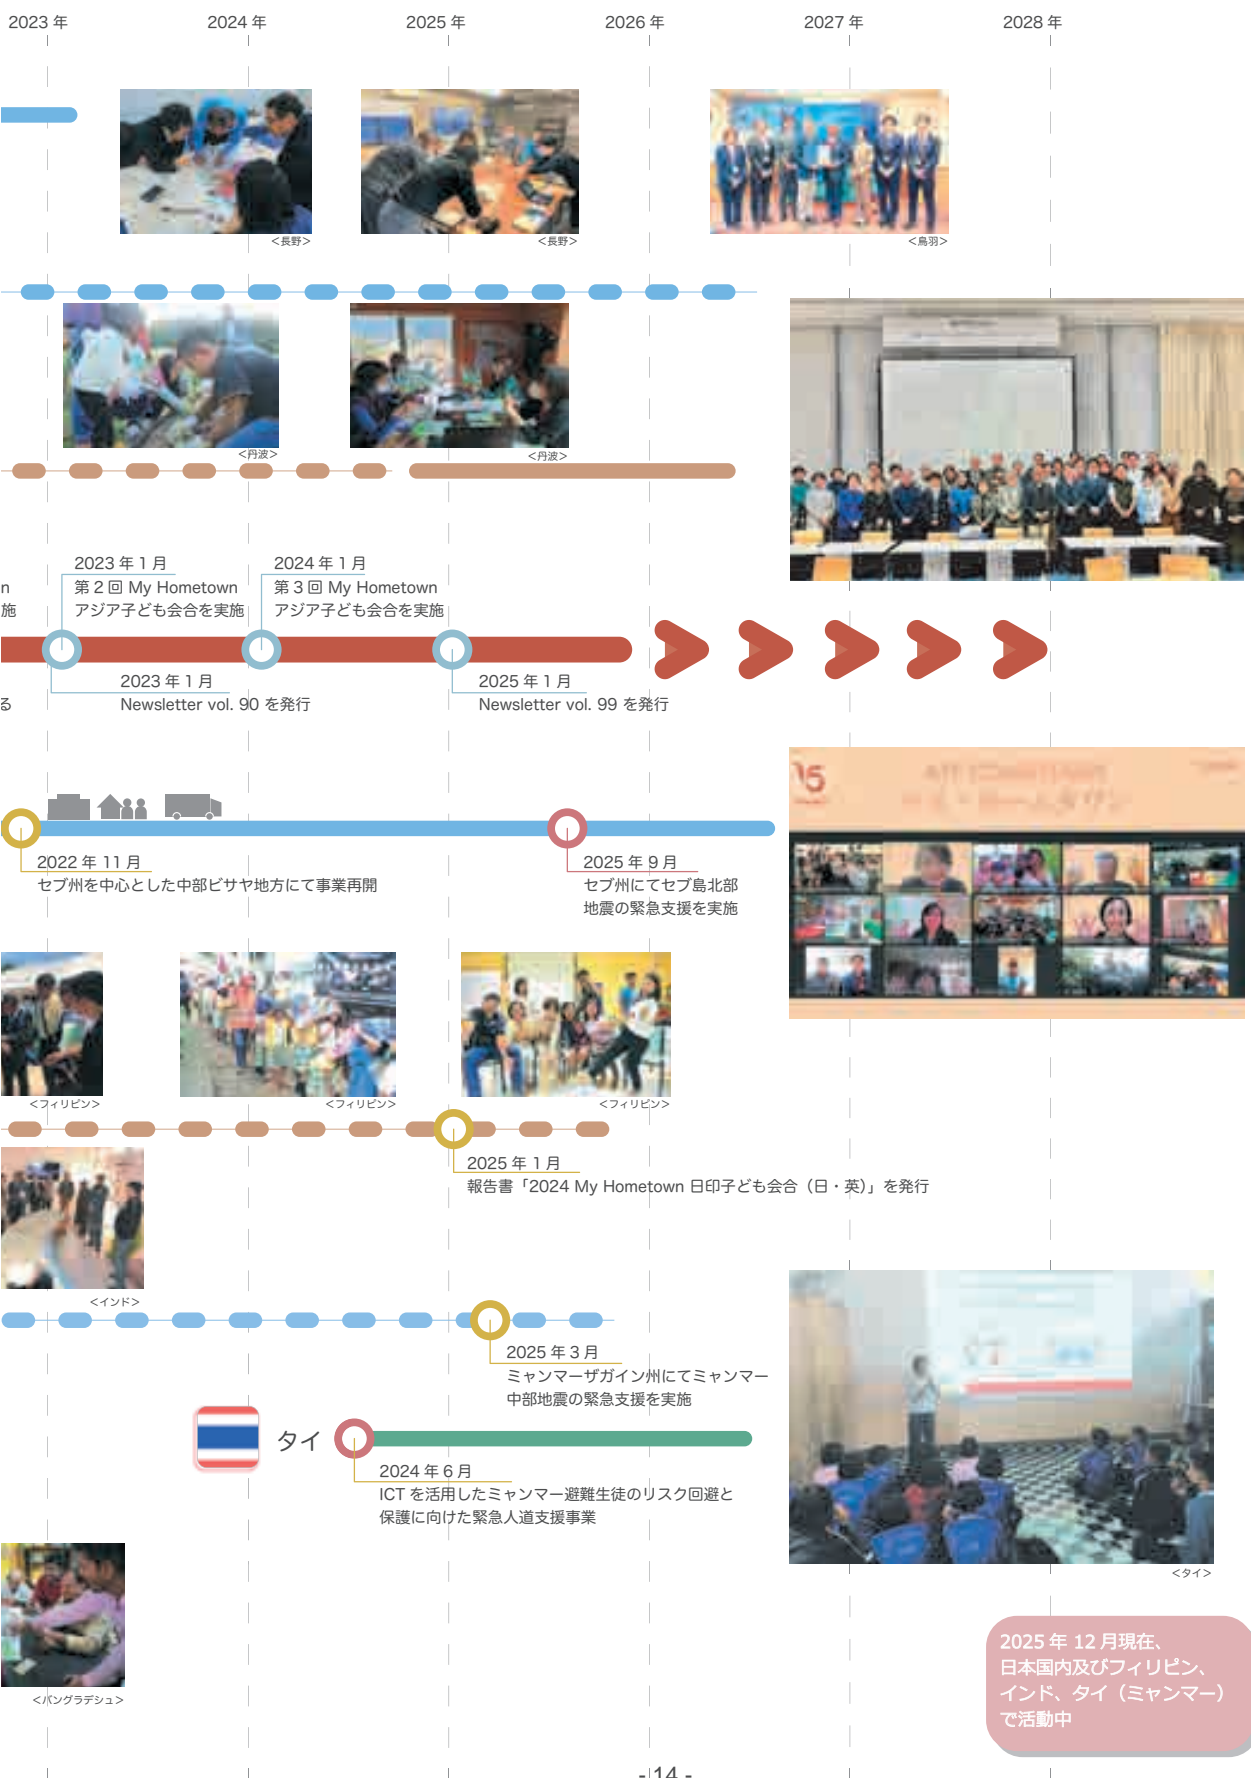 2023 年
2024 年
2025 年
2026 年
2027 年
2028 年
<長野>
<長野>
<鳥羽>
<丹波>
<丹波>
n
施
2023 年 1 月
第 2 回 My Hometown
アジア子ども会合を実施
2024 年 1 月
第 3 回 My Hometown
アジア子ども会合を実施
る
2023 年 1 月
Newsletter vol. 90 を発行
2025 年 1 月
Newsletter vol. 99 を発行
2022 年 11 月
セブ州を中心とした中部ビサヤ地方にて事業再開
2025 年 9 月
セブ州にてセブ島北部
地震の緊急支援を実施
<フィリピン>
<フィリピン>
<フィリピン>
2025 年 1 月
報告書「2024 My Hometown 日印子ども会合（日・英）」を発行
<インド>
2025 年 3 月
ミャンマーザガイン州にてミャンマー
中部地震の緊急支援を実施
タイ
2024 年 6 月
ICT を活用したミャンマー避難生徒のリスク回避と
保護に向けた緊急人道支援事業
<タイ>
<バングラデシュ>
2025 年 12 月現在、
日本国内及びフィリピン、
インド、タイ（ミャンマー）
で活動中
- 14 -